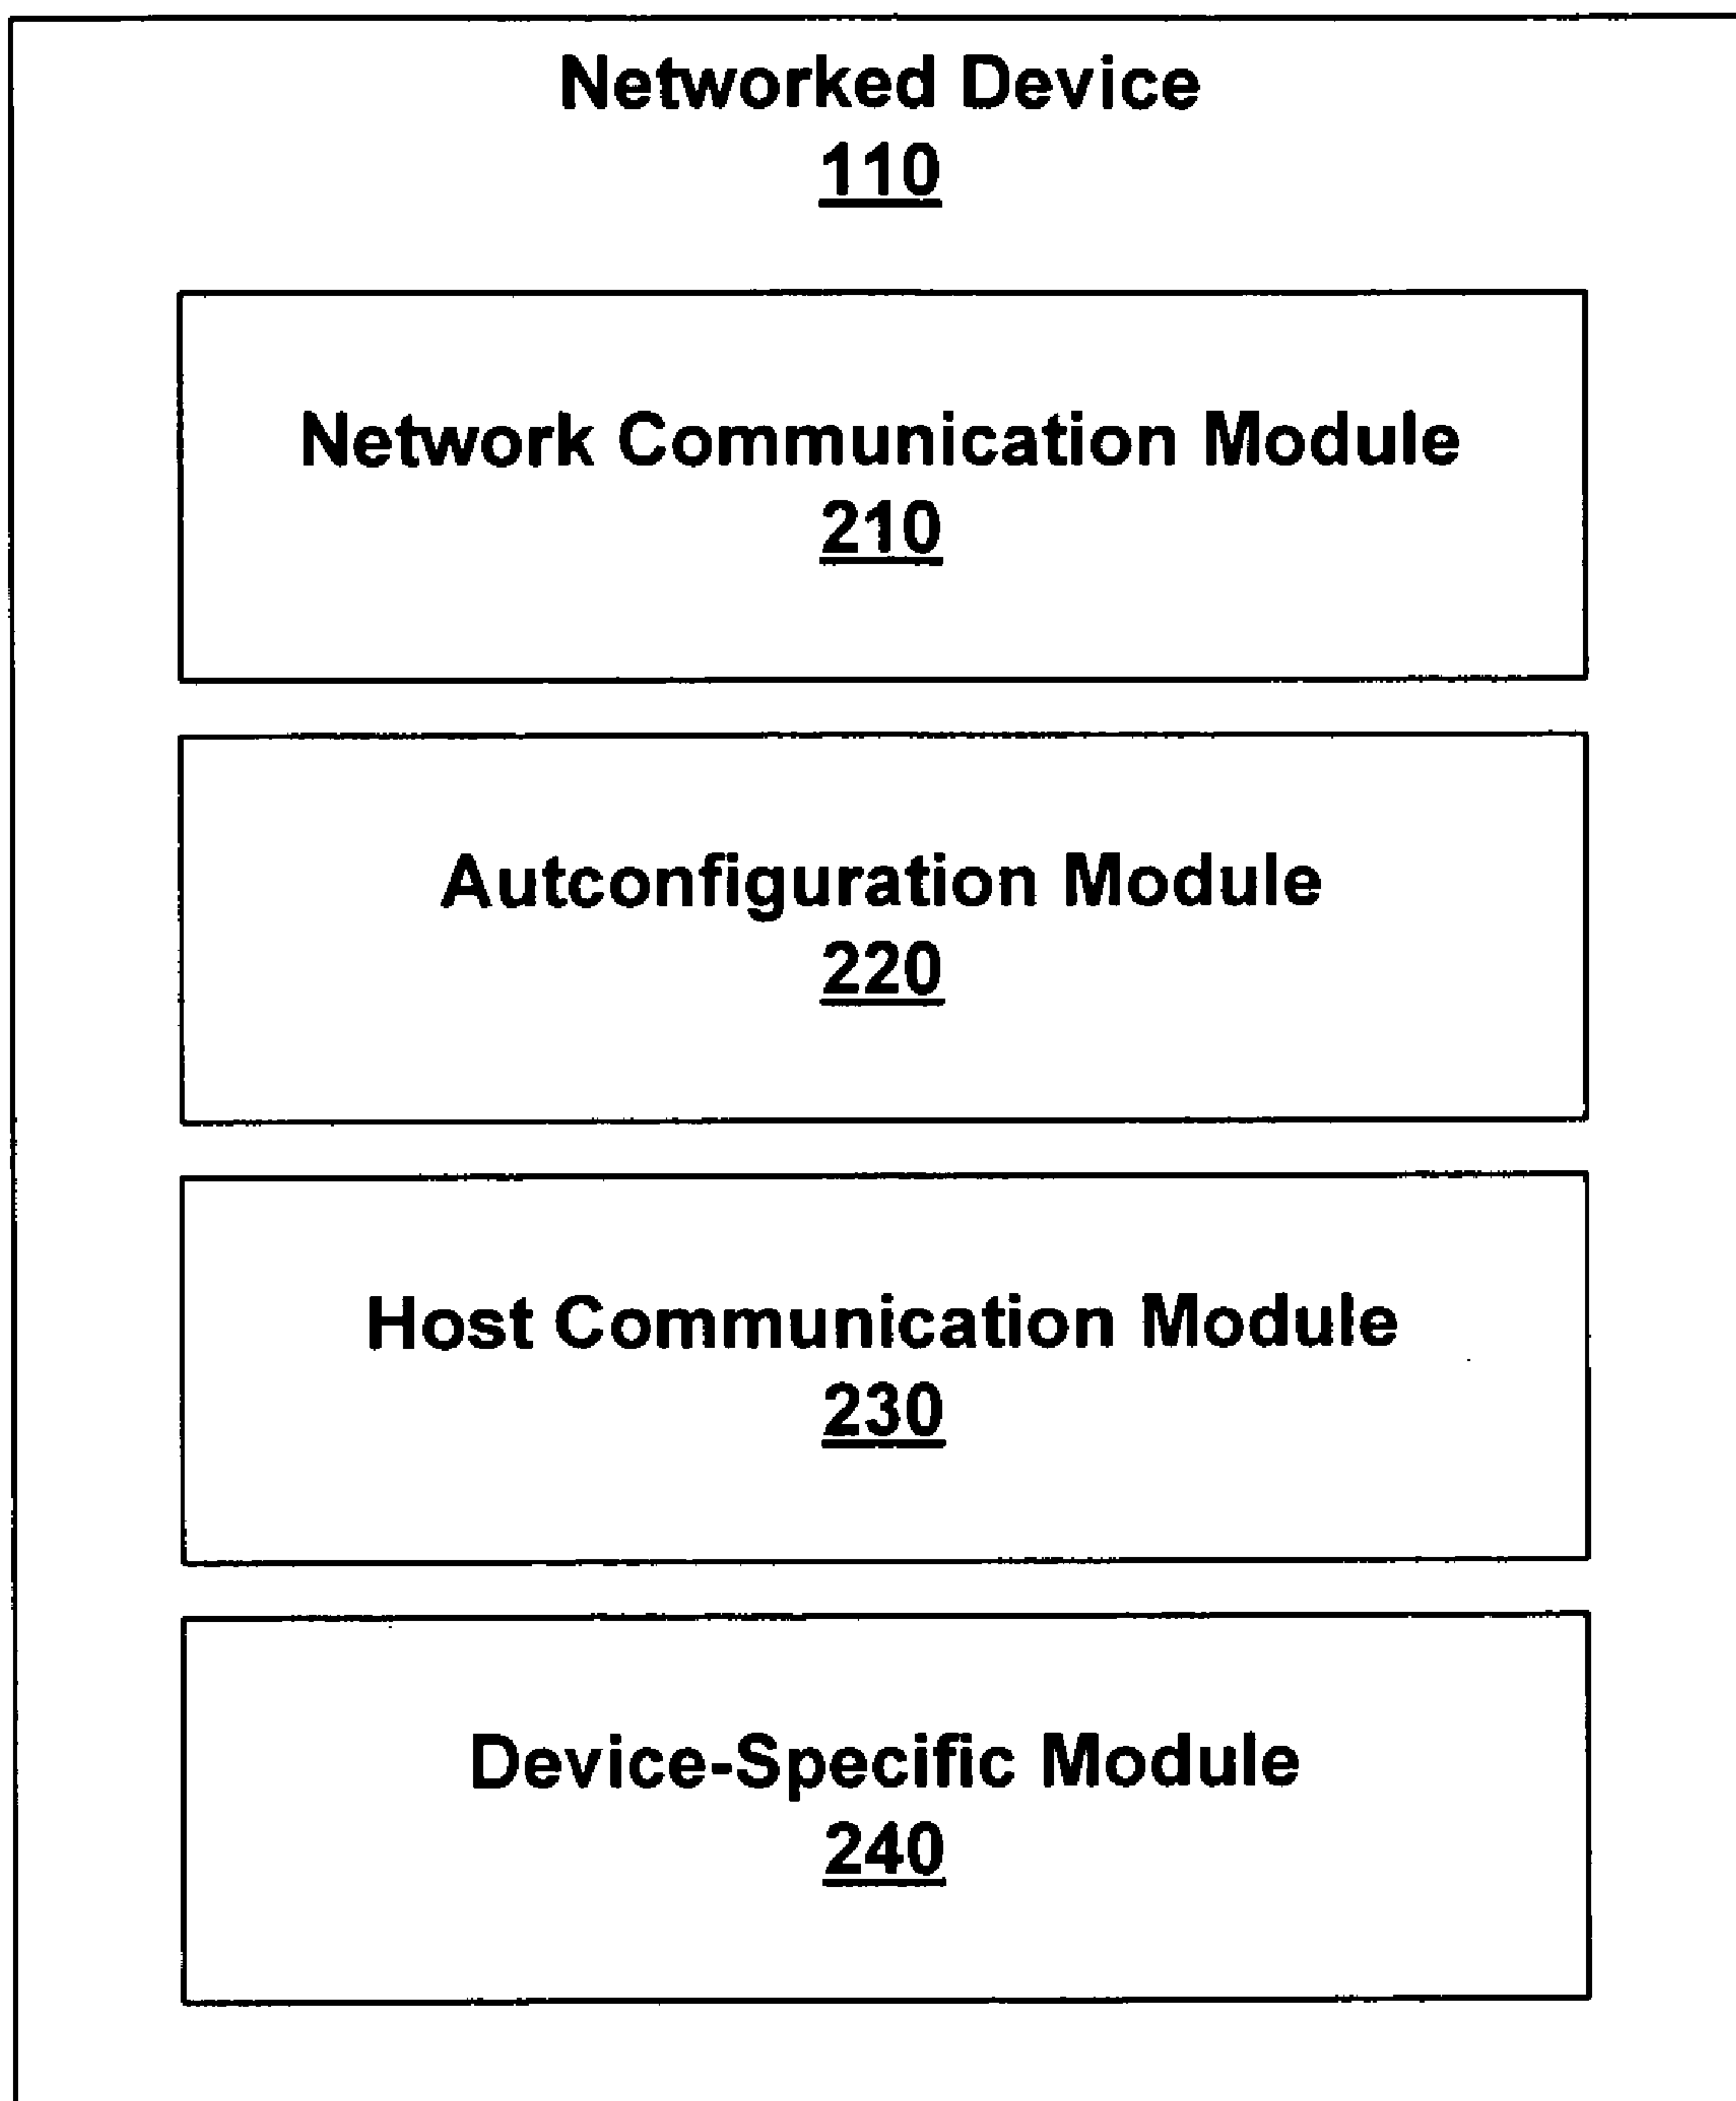 Networked Device
110
Network Communication Module
210
Autconfiguration Module
220
Host Communication Module
230
Device-Specific Module
240